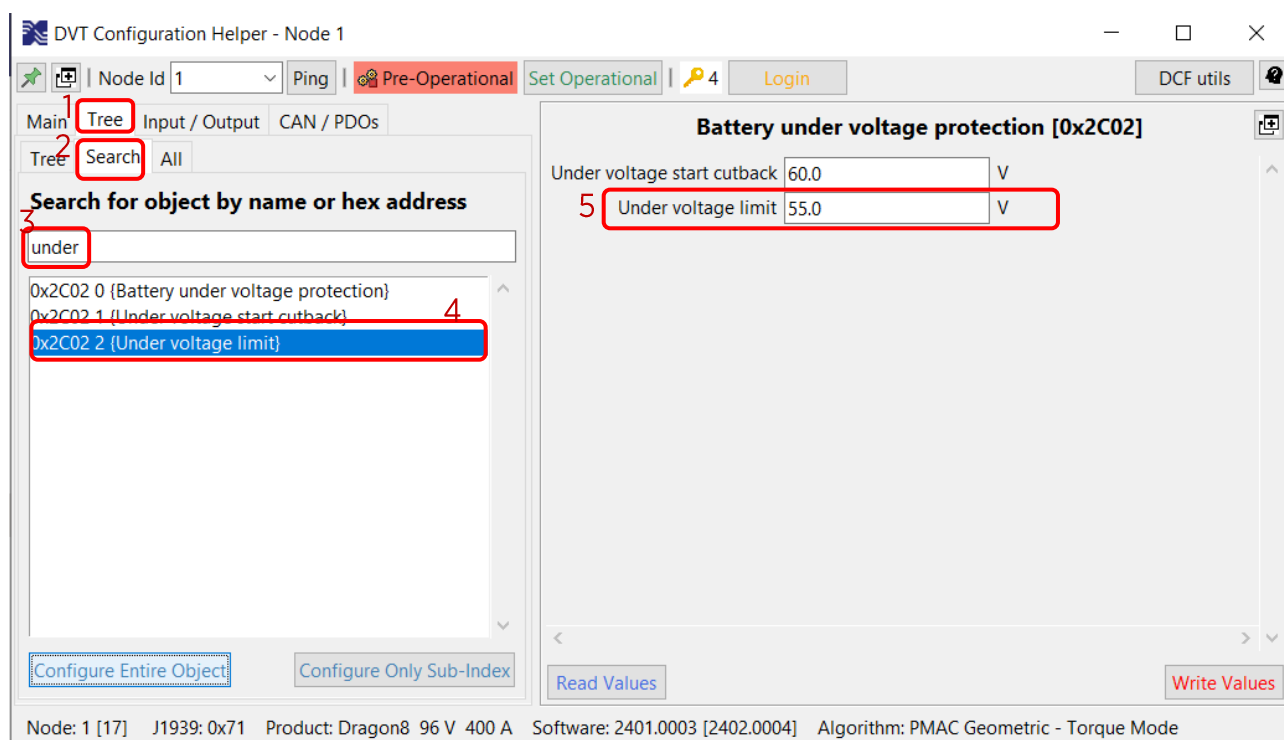 DVT Configuration Helper - Node 1
Node Id 1 Ping Pre-Operational Set Operational 4 Login DCF utils
1
Main Tree Input / Output CAN / PDOs
2
Tree Search All
Search for object by name or hex address
3
under
0x2C02 0 {Battery under voltage protection}
0x2C02 1 {Under voltage start cutback}
4
0x2C02 2 {Under voltage limit}
Configure Entire Object Configure Only Sub-Index
Battery under voltage protection [0x2C02]
Under voltage start cutback 60.0 V
5 Under voltage limit 55.0 V
Read Values Write Values
Node: 1 [17] J1939: 0x71 Product: Dragon8 96 V 400 A Software: 2401.0003 [2402.0004] Algorithm: PMAC Geometric - Torque Mode